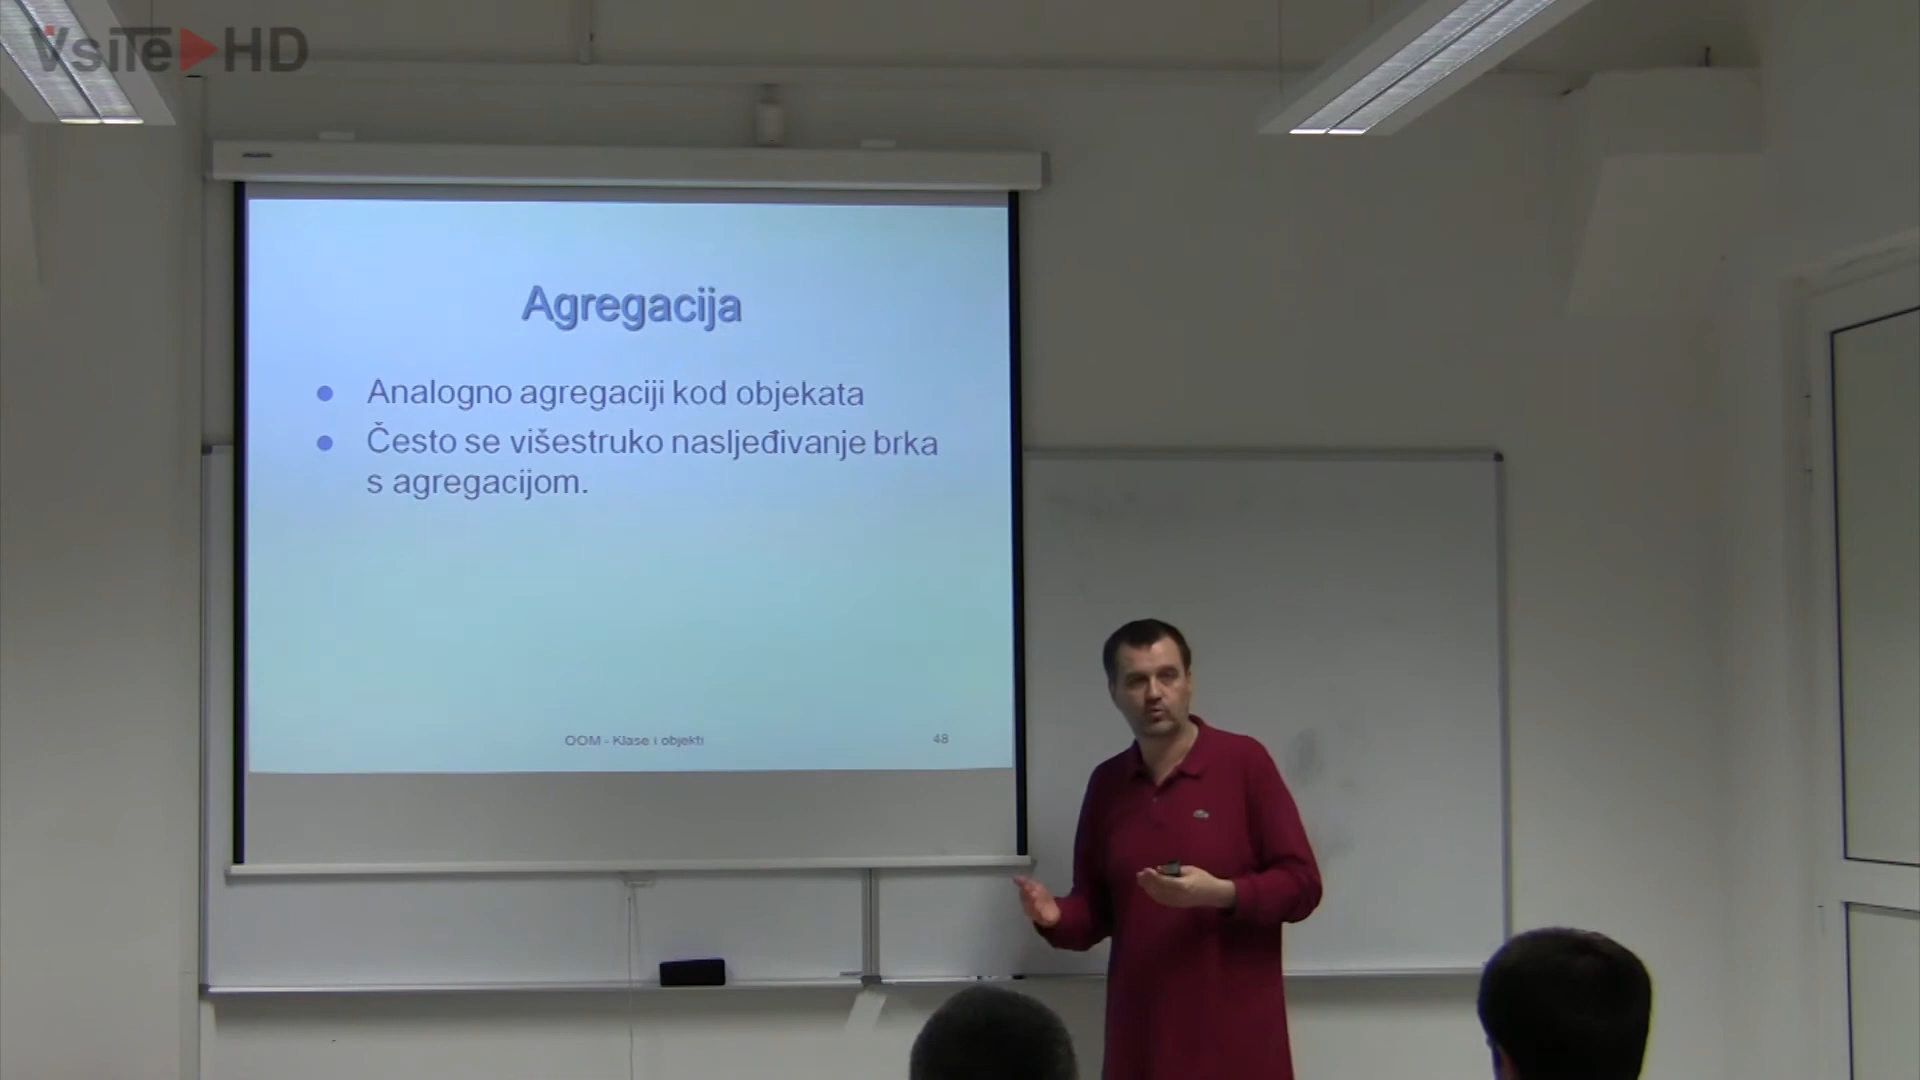 VsiTe HD
Agregacija
Analogno agregaciji kod objekata
Često se višestruko nasljeđivanje brka
s agregacijom.
OOM - Klase i objekti
48